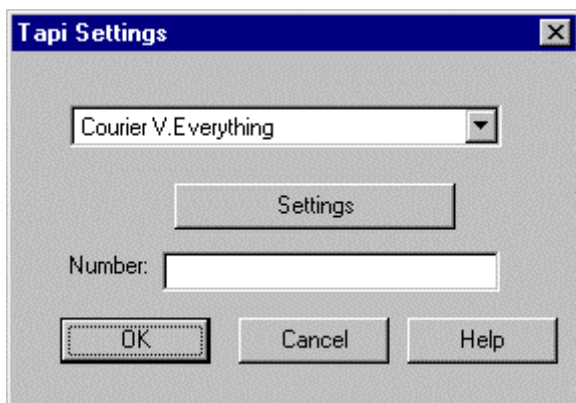 Tapi Settings
Courier V.Everything
Settings
Number:
OK Cancel Help